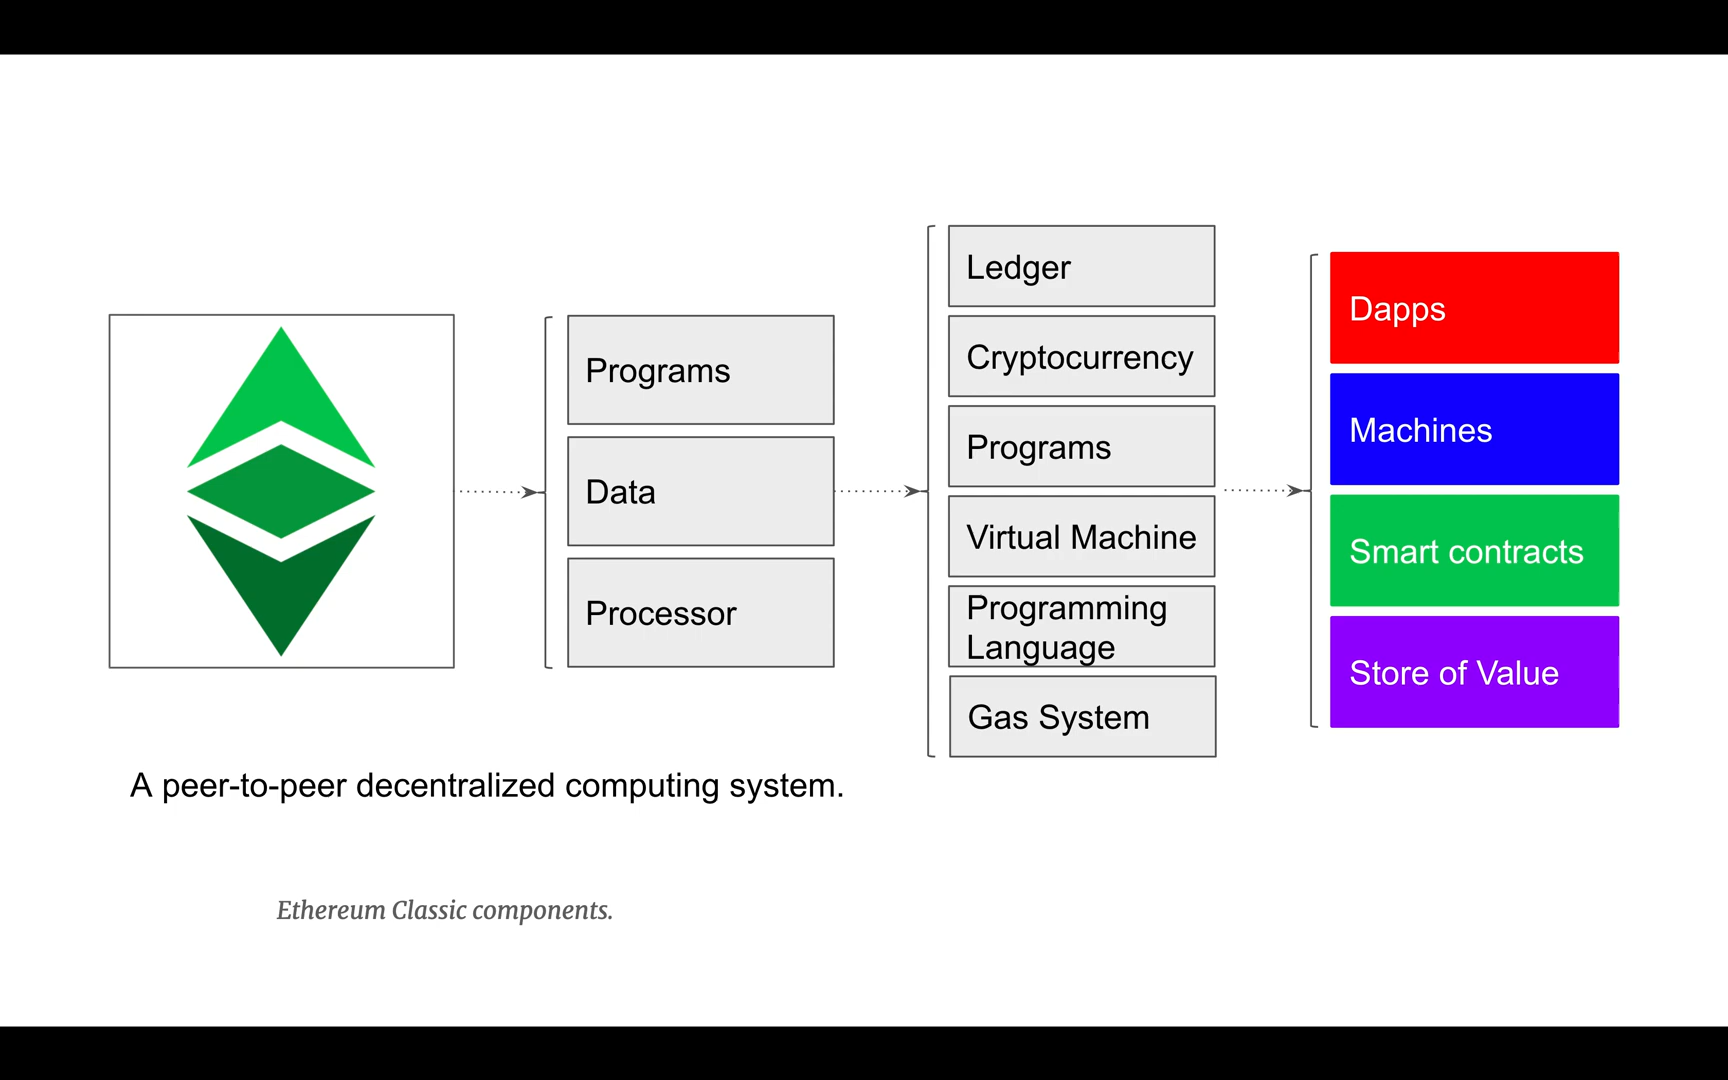 Programs
Data
Processor
Ledger
Cryptocurrency
Programs
Virtual Machine
Programming
Language
Gas System
Dapps
Machines
Smart contracts
Store of Value
A peer-to-peer decentralized computing system.
Ethereum Classic components.